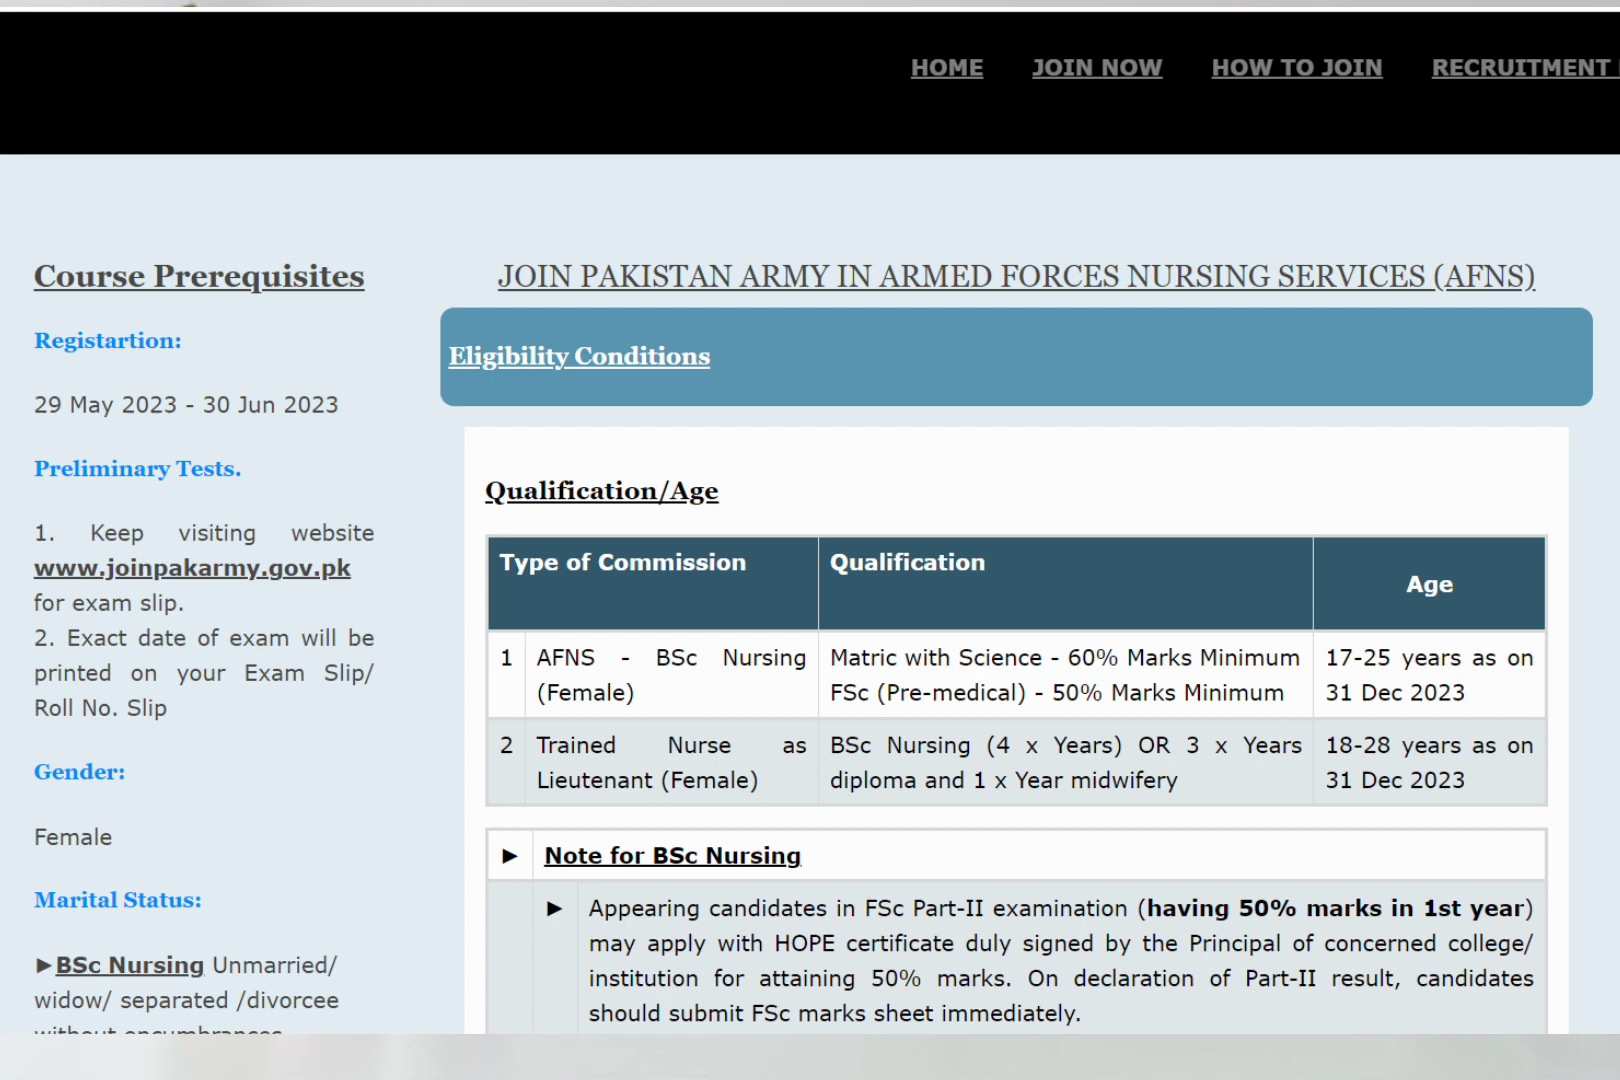 HOME JOIN NOW HOW TO JOIN RECRUITMENT
Course Prerequisites
Registartion:
29 May 2023 - 30 Jun 2023
Preliminary Tests.
1. Keep visiting website
www.joinpakarmy.gov.pk
for exam slip.
2. Exact date of exam will be
printed on your Exam Slip/
Roll No. Slip
Gender:
Female
Marital Status:
►BSc Nursing Unmarried/
widow/ separated /divorcee
without encumbrances
JOIN PAKISTAN ARMY IN ARMED FORCES NURSING SERVICES (AFNS)
Eligibility Conditions
Qualification/Age
Type of Commission Qualification Age
1 AFNS - BSc Nursing Matric with Science - 60% Marks Minimum 17-25 years as on
(Female) FSc (Pre-medical) - 50% Marks Minimum 31 Dec 2023
2 Trained Nurse as BSc Nursing (4 x Years) OR 3 x Years 18-28 years as on
Lieutenant (Female) diploma and 1 x Year midwifery 31 Dec 2023
► Note for BSc Nursing
► Appearing candidates in FSc Part-II examination (having 50% marks in 1st year)
may apply with HOPE certificate duly signed by the Principal of concerned college/
institution for attaining 50% marks. On declaration of Part-II result, candidates
should submit FSc marks sheet immediately.